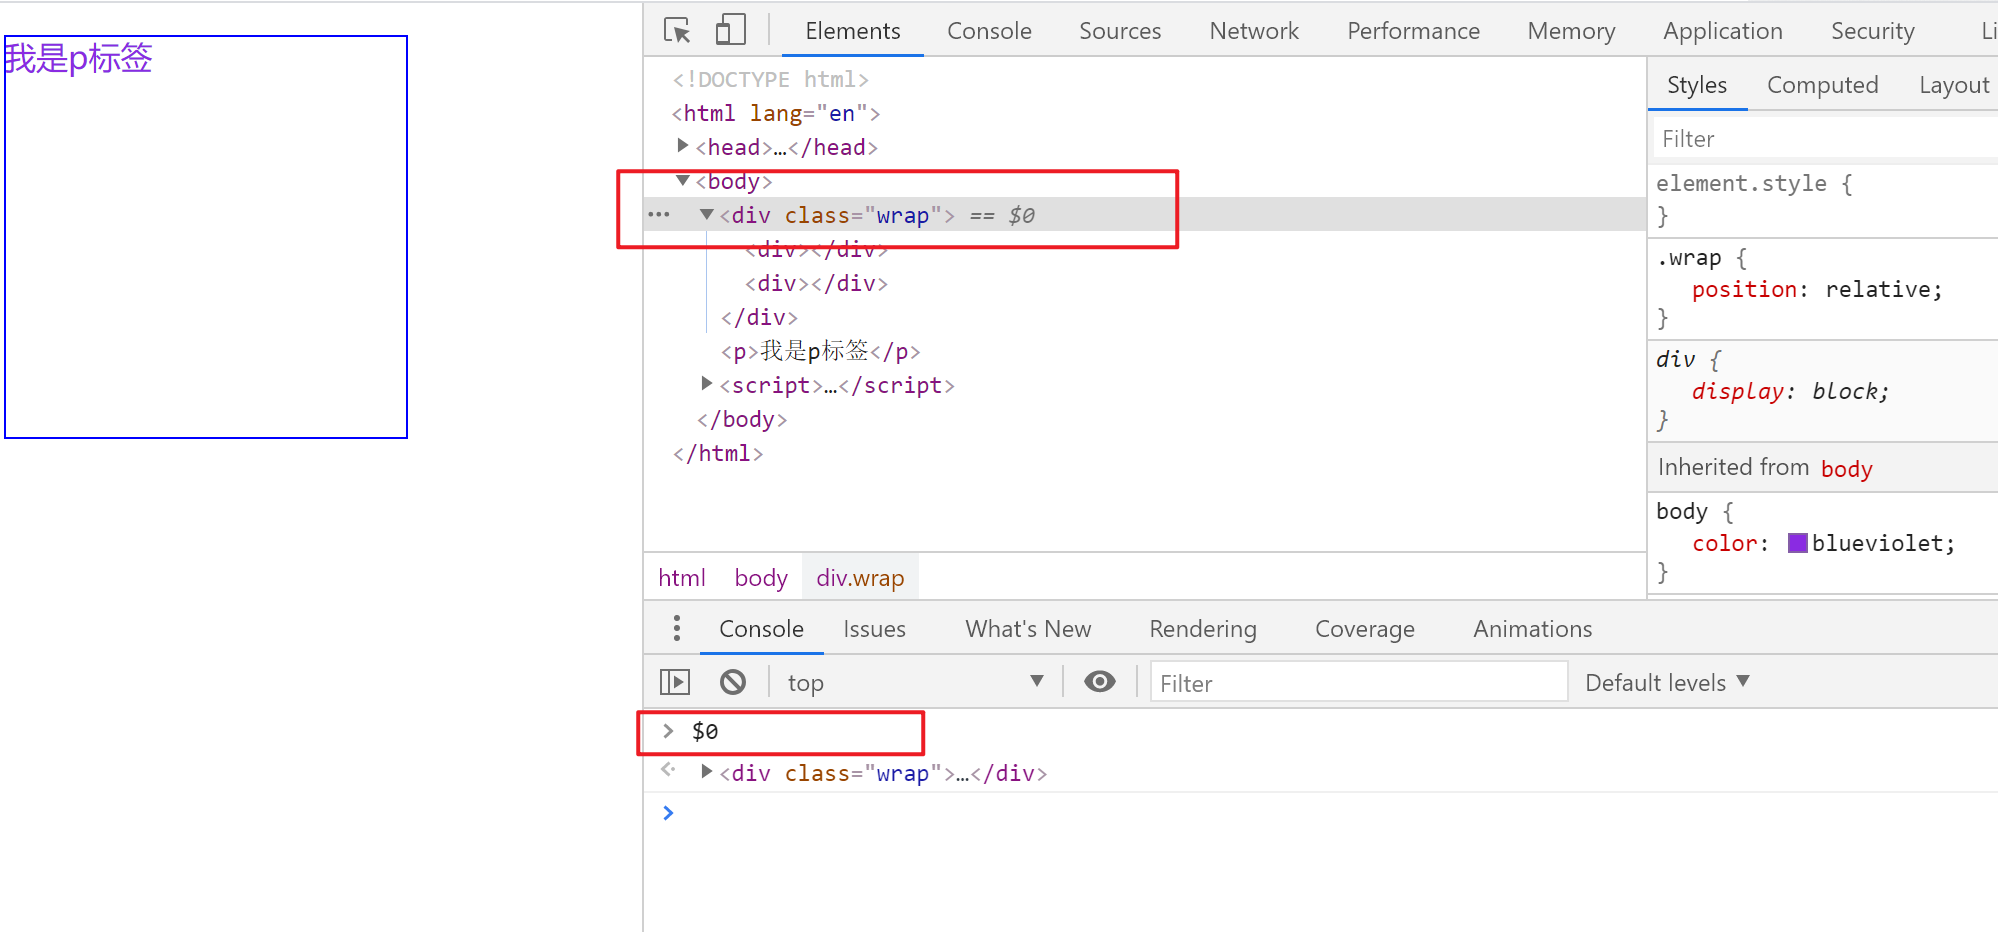 我是p标签
Elements Console Sources Network Performance Memory Application Security Li
<!DOCTYPE html>
<html lang="en">
<head>…</head>
<body>
<div class="wrap"> == $0
<div></div>
<div></div>
</div>
<p>我是p标签</p>
<script>…</script>
</body>
</html>
html body div.wrap
Styles Computed Layout
Filter
element.style {
}
.wrap {
position: relative;
}
div {
display: block;
}
Inherited from body
body {
color: blueviolet;
}
Console Issues What's New Rendering Coverage Animations
top Filter Default levels
> $0
<div class="wrap">…</div>
>